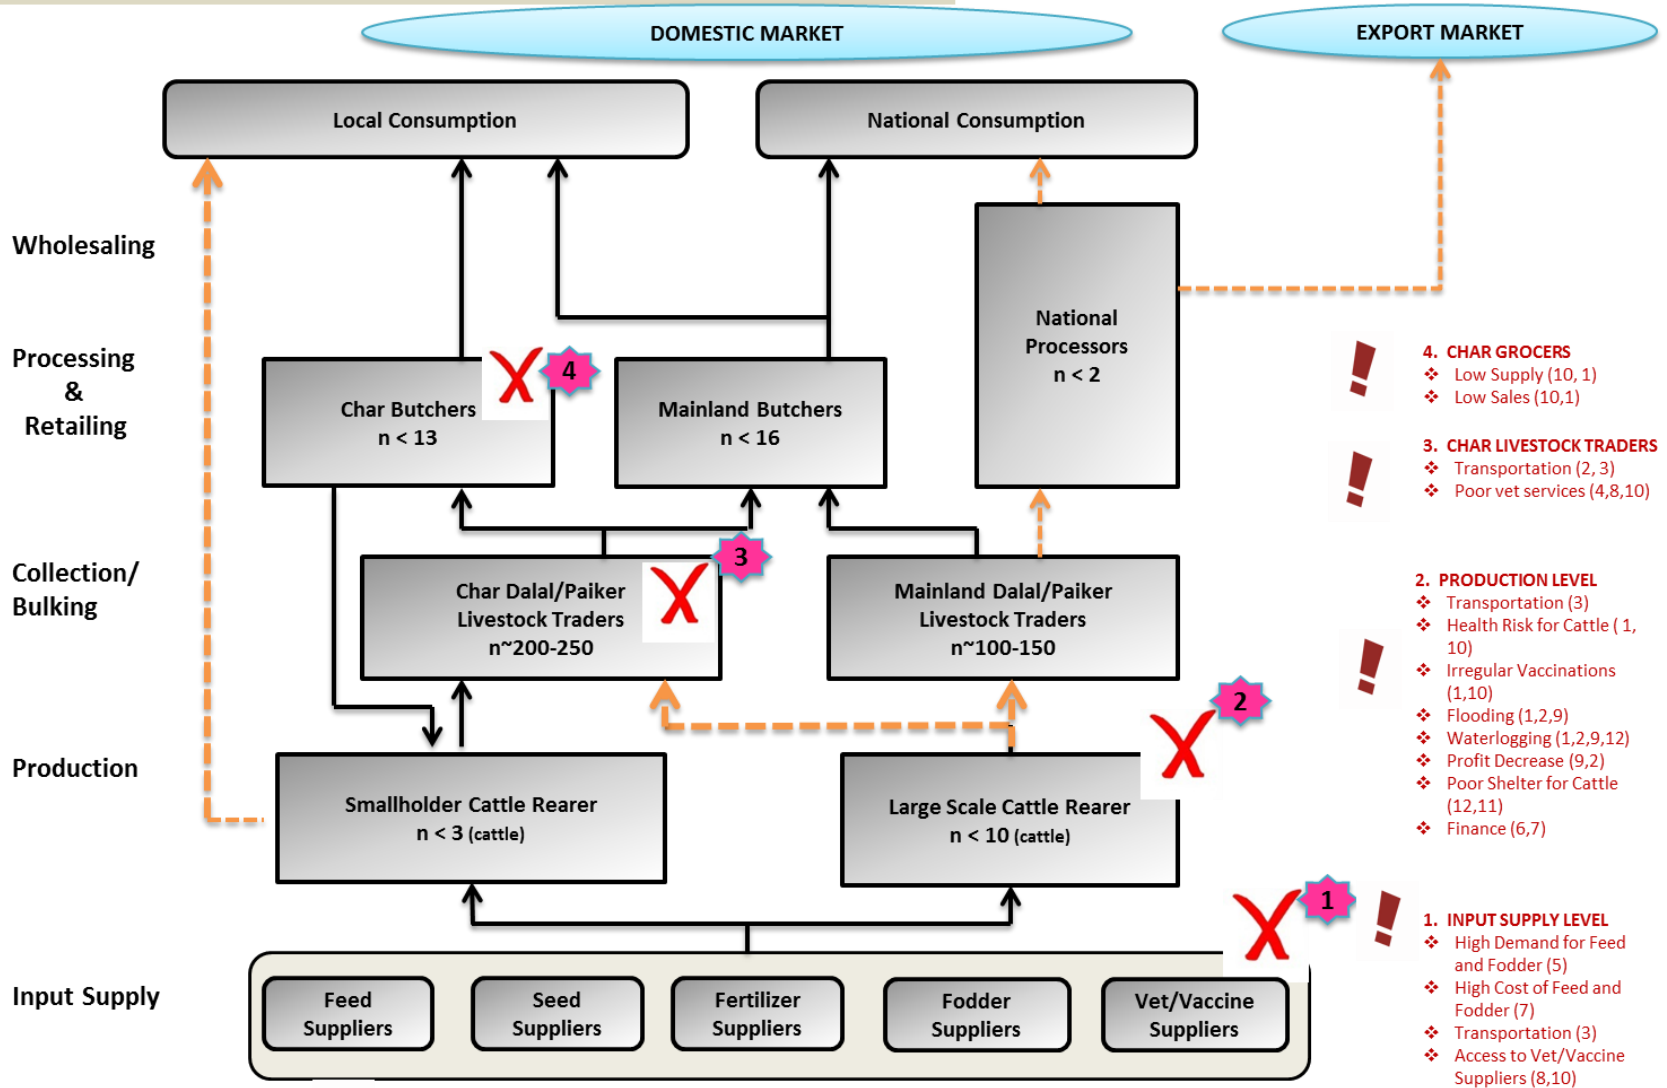 DOMESTIC MARKET
EXPORT MARKET
Local Consumption
National Consumption
Wholesaling
National
Processors
n < 2
Processing
&
Retailing
Char Butchers
n < 13
4
Mainland Butchers
n < 16
Collection/
Bulking
Char Dalal/Paiker
Livestock Traders
n~200-250
3
Mainland Dalal/Paiker
Livestock Traders
n~100-150
2
Production
Smallholder Cattle Rearer
n < 3 (cattle)
Large Scale Cattle Rearer
n < 10 (cattle)
1
Input Supply
Feed
Suppliers
Seed
Suppliers
Fertilizer
Suppliers
Fodder
Suppliers
Vet/Vaccine
Suppliers
! 4. CHAR GROCERS
❖ Low Supply (10, 1)
❖ Low Sales (10,1)
! 3. CHAR LIVESTOCK TRADERS
❖ Transportation (2, 3)
❖ Poor vet services (4,8,10)
! 2. PRODUCTION LEVEL
❖ Transportation (3)
❖ Health Risk for Cattle ( 1,
10)
❖ Irregular Vaccinations
(1,10)
❖ Flooding (1,2,9)
❖ Waterlogging (1,2,9,12)
❖ Profit Decrease (9,2)
❖ Poor Shelter for Cattle
(12,11)
❖ Finance (6,7)
! 1. INPUT SUPPLY LEVEL
❖ High Demand for Feed
and Fodder (5)
❖ High Cost of Feed and
Fodder (7)
❖ Transportation (3)
❖ Access to Vet/Vaccine
Suppliers (8,10)